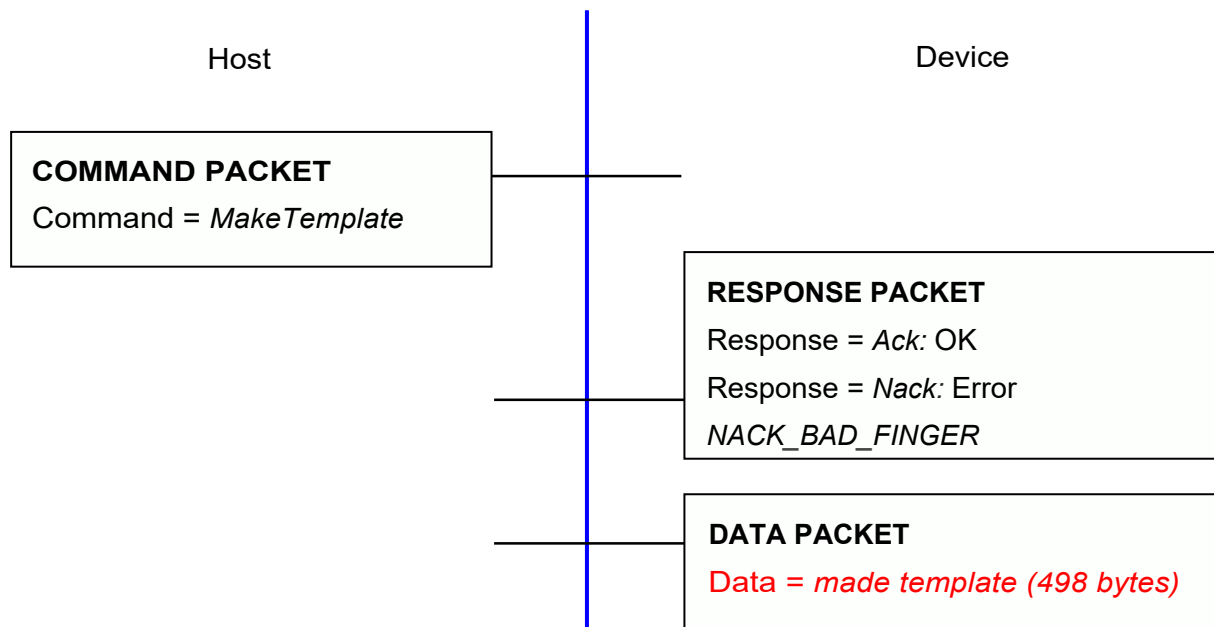 Host
Device
COMMAND PACKET
Command = MakeTemplate
RESPONSE PACKET
Response = Ack: OK
Response = Nack: Error
NACK_BAD_FINGER
DATA PACKET
Data = made template (498 bytes)